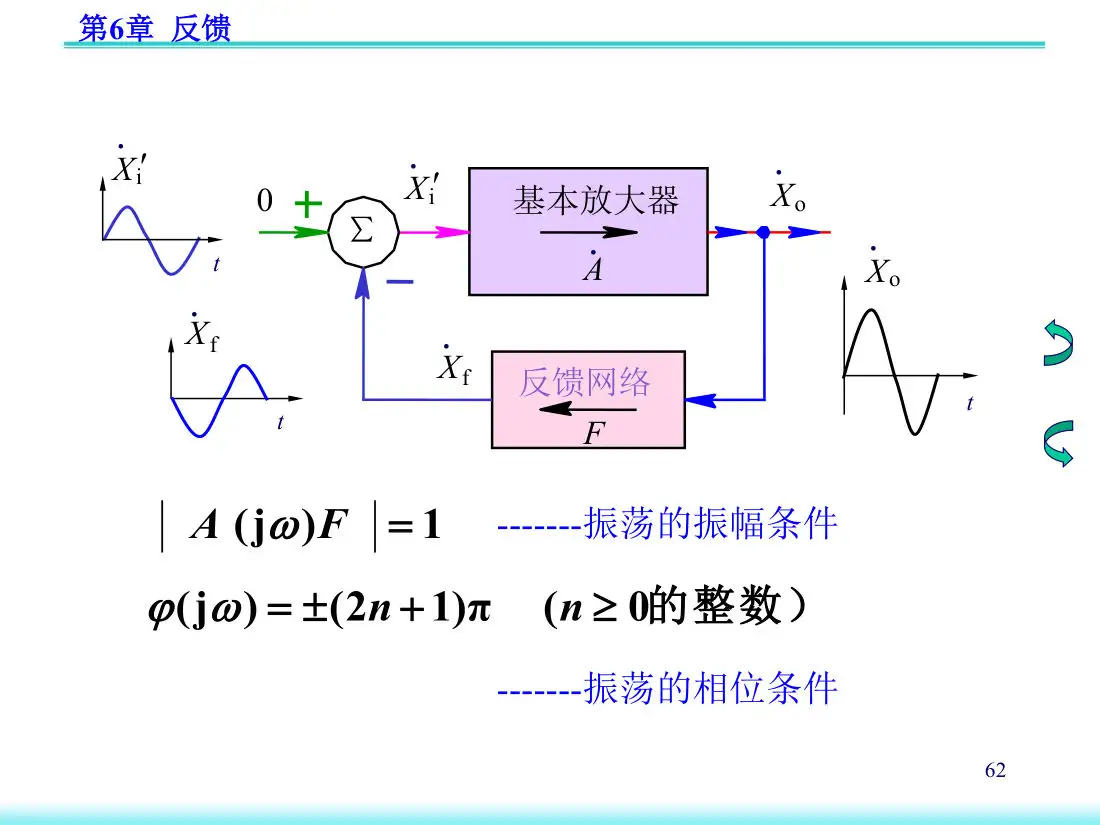 第6章 反馈
Ẋi′
t
0 + Σ Ẋi′
−
基本放大器
Ȧ
Ẋo
Ẋo
t
Ẋf
t
Ẋf
反馈网络
F
| A (jω)F | = 1 -------振荡的振幅条件
φ(jω) = ±(2n+1)π (n ≥ 0的整数）
-------振荡的相位条件
62